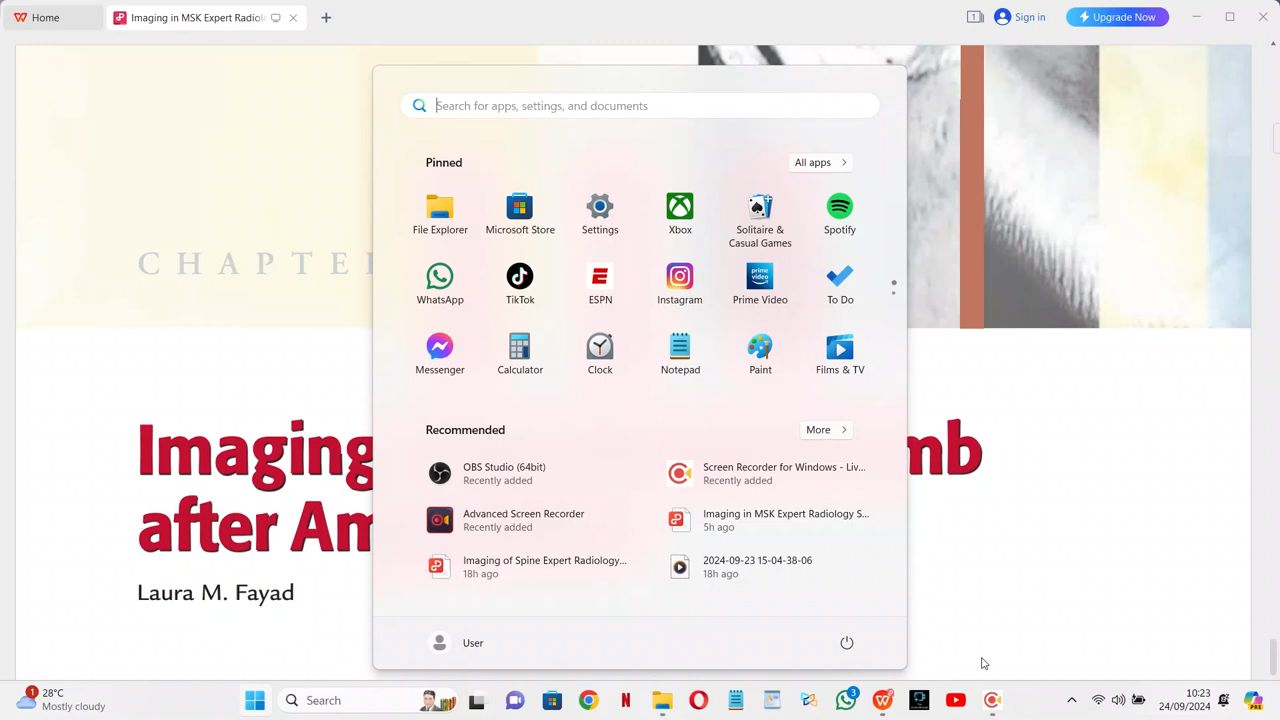 Home
Imaging in MSK Expert Radiol
1
Sign in
Upgrade Now
Search for apps, settings, and documents
Pinned
All apps
File Explorer
Microsoft Store
Settings
Xbox
Solitaire &
Casual Games
Spotify
WhatsApp
TikTok
ESPN
Instagram
Prime Video
To Do
Messenger
Calculator
Clock
Notepad
Paint
Films & TV
Recommended
More
OBS Studio (64bit)
Recently added
Screen Recorder for Windows - Liv...
Recently added
Advanced Screen Recorder
Recently added
Imaging in MSK Expert Radiology S...
5h ago
Imaging of Spine Expert Radiology...
18h ago
2024-09-23 15-04-38-06
18h ago
User
CHAPTE
Imaging mb
after Am
Laura M. Fayad
1
28°C
Mostly cloudy
Search
3
10:23
24/09/2024